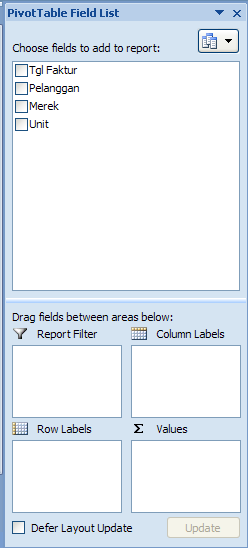 PivotTable Field List
Choose fields to add to report:
Tgl Faktur
Pelanggan
Merek
Unit
Drag fields between areas below:
Report Filter
Column Labels
Row Labels
Σ Values
Defer Layout Update
Update